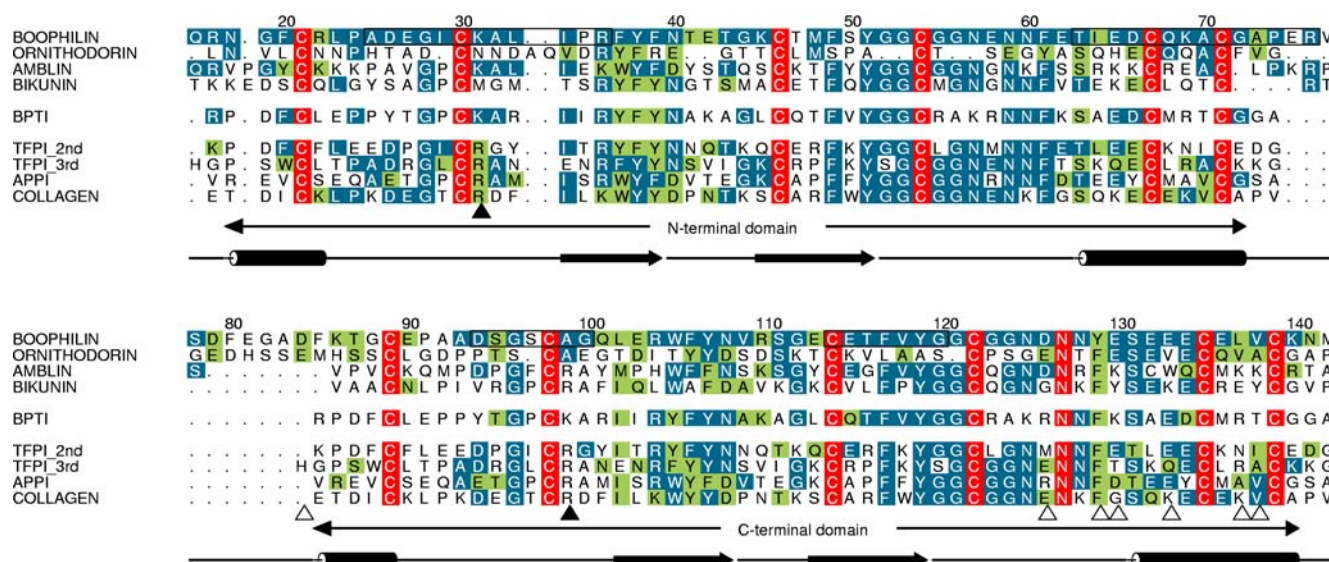 20 30 40 50 60 70
BOOPHILIN QRN.GFCRLPADEGICKAL..IPRFYFNTETGKCTMFSYGGCGGNENNFETIEDCQKACGAPERV
ORNITHODORIN .LN.VLCNNPHTAD.CNNDAQVDRYFRE..GTTCLMSPA..CT..SEGYASQHECQQACFVG...
AMBLIN QRVPGYCKKKPAVGPCKAL..IEKWYFDYSTQSCKTFYYGGCGGNGNKFSSRKKCREAC.LPKRP
BIKUNIN TKKEDSCQLGYSAGPCMGM..TSRYFYNGTSMACETFQYGGCMGNGNNFVTEKECLQTC....RT
BPTI .RP.DFCLEPPYTGPCKAR.IIRYFYNAKAGLCQTFVYGGCRAKRNNFKSAEDCMRTCGGA....
TFPI_2nd .KP.DFCFLEEDPGICRGY..ITRYFYNNQTKQCERFKYGGCLGNMNNFETLEECKNICEDG...
TFPI_3rd HGP.SWCLTPADRGLCRAN..ENRFYYNSVIGKCRPFKYSGCGGNENNFTSKQECLRACKKG...
APPI .VR.EVCSEQAETGPCRAM..ISRWYFDVTEGKCAPFFYGGCGGNRNNFDTEEYCMAVCGSA...
COLLAGEN .ET.DICKLPKDEGTCRDF..ILKWYYDPNTKSCARFWYGGCGGNENKFGSQKECEKVCAPV...
N-terminal domain
80 90 100 110 120 130 140
BOOPHILIN SDFEGADFKTGCEPAADSGSCAGQLERWFYNVRSGECETFVYGGCGGNDNNYESEEECELVCKNM
ORNITHODORIN GEDHSSEMHSSCLGDPPTS.CAEGTDITYYDSDSKTCKVLAAS.CPSGENTFESEVECQVACGAP
AMBLIN S.......VPVCKQMPDPGFCRAYMPHWFFNSKSGYCEGFVYGGCQGNDNRFKSCWQCMKKCRTA
BIKUNIN ........VAACNLPIVRGPCRAFIQLWAFDAVKGKCVLFPYGGCQGNGNKFYSEKECREYCGVP
BPTI .......RPDFCLEPPYTGPCKARIIRYFYNAKAGLCQTFVYGGCRAKRNNFKSAEDCMRTCGGA
TFPI_2nd .......KPDFCFLEEDPGICRGYITRYFYNNQTKQCERFKYGGCLGNMNNFETLEECKNICEDG
TFPI_3rd ......HGPSWCLTPADRGLCRANENRFYYNSVIGKCRPFKYSGCGGNENNFTSKQECLRACKKG
APPI .......VREVCSEQAETGPCRAMISRWYFDVTEGKCAPFFYGGCGGNRNNFDTEEYCMAVCGSA
COLLAGEN .......ETDICKLPKDEGTCRDFILKWYYDPNTKSCARFWYGGCGGNENKFGSQKECEKVCAPV
C-terminal domain